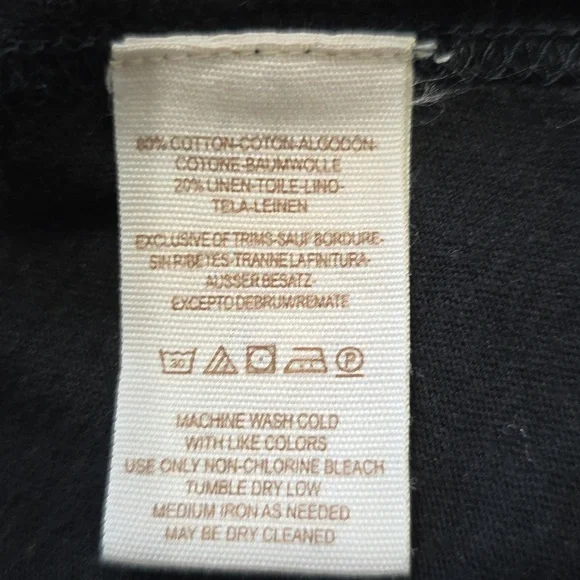 80% COTTON-COTON-ALGODÓN-
COTONE-BAUMWOLLE
20% LINEN-TOILE-LINO-
TELA-LEINEN
EXCLUSIVE OF TRIMS-SAUF BORDURE-
SIN RIBETES-TRANNE LA FINITURA-
AUSSER BESATZ-
EXCEPTO DEBRUM/REMATE
30 P
MACHINE WASH COLD
WITH LIKE COLORS
USE ONLY NON-CHLORINE BLEACH
TUMBLE DRY LOW
MEDIUM IRON AS NEEDED
MAY BE DRY CLEANED